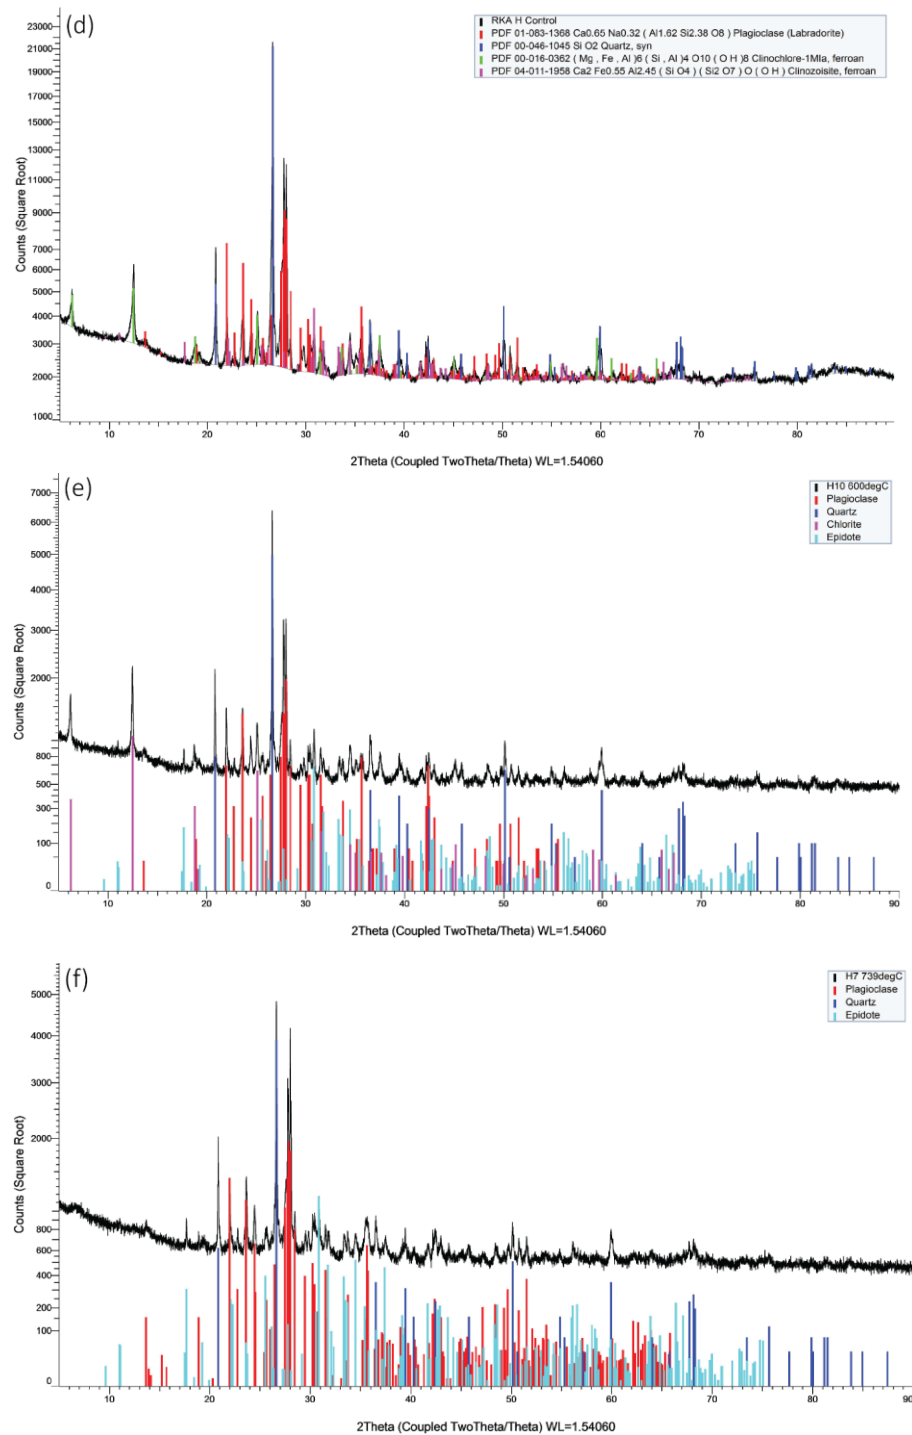 (d)
RKA H Control
PDF 01-083-1368 Ca0.65 Na0.32 ( Al1.62 Si2.38 O8 ) Plagioclase (Labradorite)
PDF 00-046-1045 Si O2 Quartz, syn
PDF 00-016-0362 ( Mg , Fe , Al )6 ( Si , Al )4 O10 ( O H )8 Clinochlore-1MIa, ferroan
PDF 04-011-1958 Ca2 Fe0.55 Al2.45 ( Si O4 ) ( Si2 O7 ) O ( O H ) Clinozoisite, ferroan
Counts (Square Root)
23000
21000
19000
17000
15000
13000
11000
9000
7000
6000
5000
4000
3000
2000
1000
10 20 30 40 50 60 70 80
2Theta (Coupled TwoTheta/Theta) WL=1.54060
(e)
H10 600degC
Plagioclase
Quartz
Chlorite
Epidote
Counts (Square Root)
7000
6000
5000
4000
3000
2000
800
500
300
100
0
10 20 30 40 50 60 70 80 90
2Theta (Coupled TwoTheta/Theta) WL=1.54060
(f)
H7 739degC
Plagioclase
Quartz
Epidote
Counts (Square Root)
5000
4000
3000
2000
800
600
400
200
100
0
10 20 30 40 50 60 70 80 90
2Theta (Coupled TwoTheta/Theta) WL=1.54060